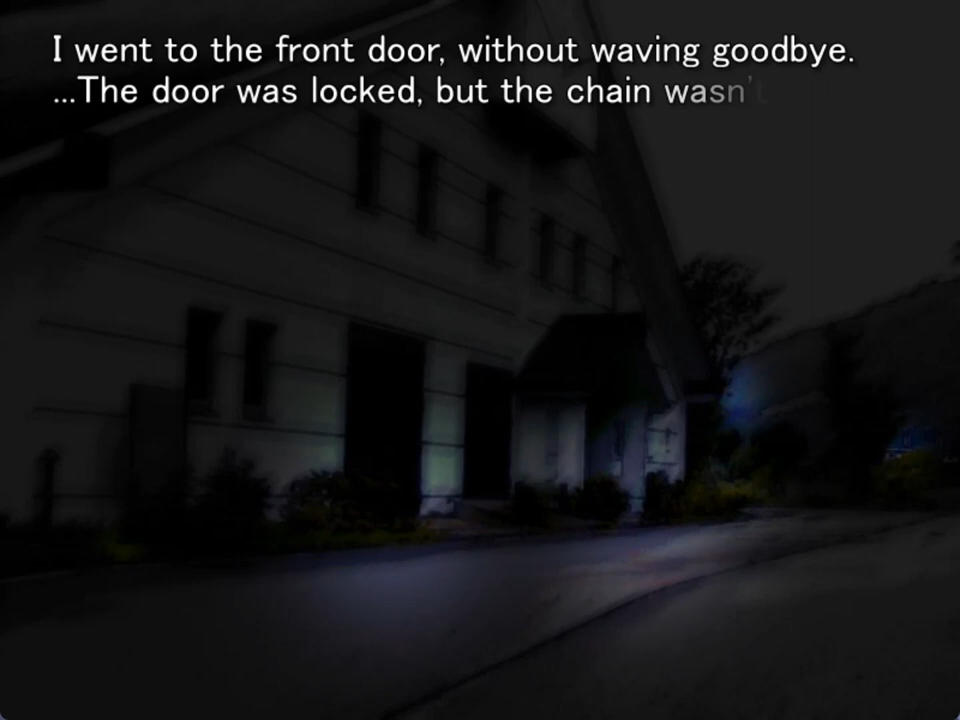 I went to the front door, without waving goodbye.
...The door was locked, but the chain wasn't